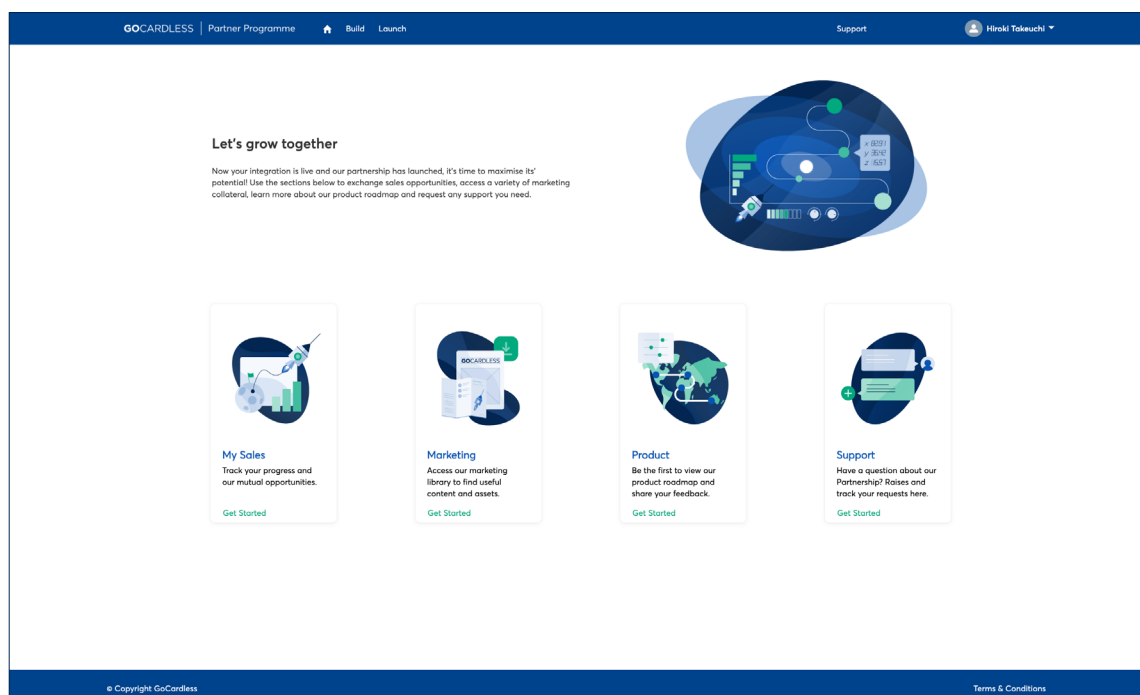 GOCARDLESS | Partner Programme Build Launch Support Hiroki Takeuchi
Let's grow together
Now your integration is live and our partnership has launched, it's time to maximise its'
potential! Use the sections below to exchange sales opportunities, access a variety of marketing
collateral, learn more about our product roadmap and request any support you need.
GOCARDLESS
My Sales
Track your progress and
our mutual opportunities.
Get Started
Marketing
Access our marketing
library to find useful
content and assets.
Get Started
Product
Be the first to view our
product roadmap and
share your feedback.
Get Started
Support
Have a question about our
Partnership? Raises and
track your requests here.
Get Started
© Copyright GoCardless
Terms & Conditions